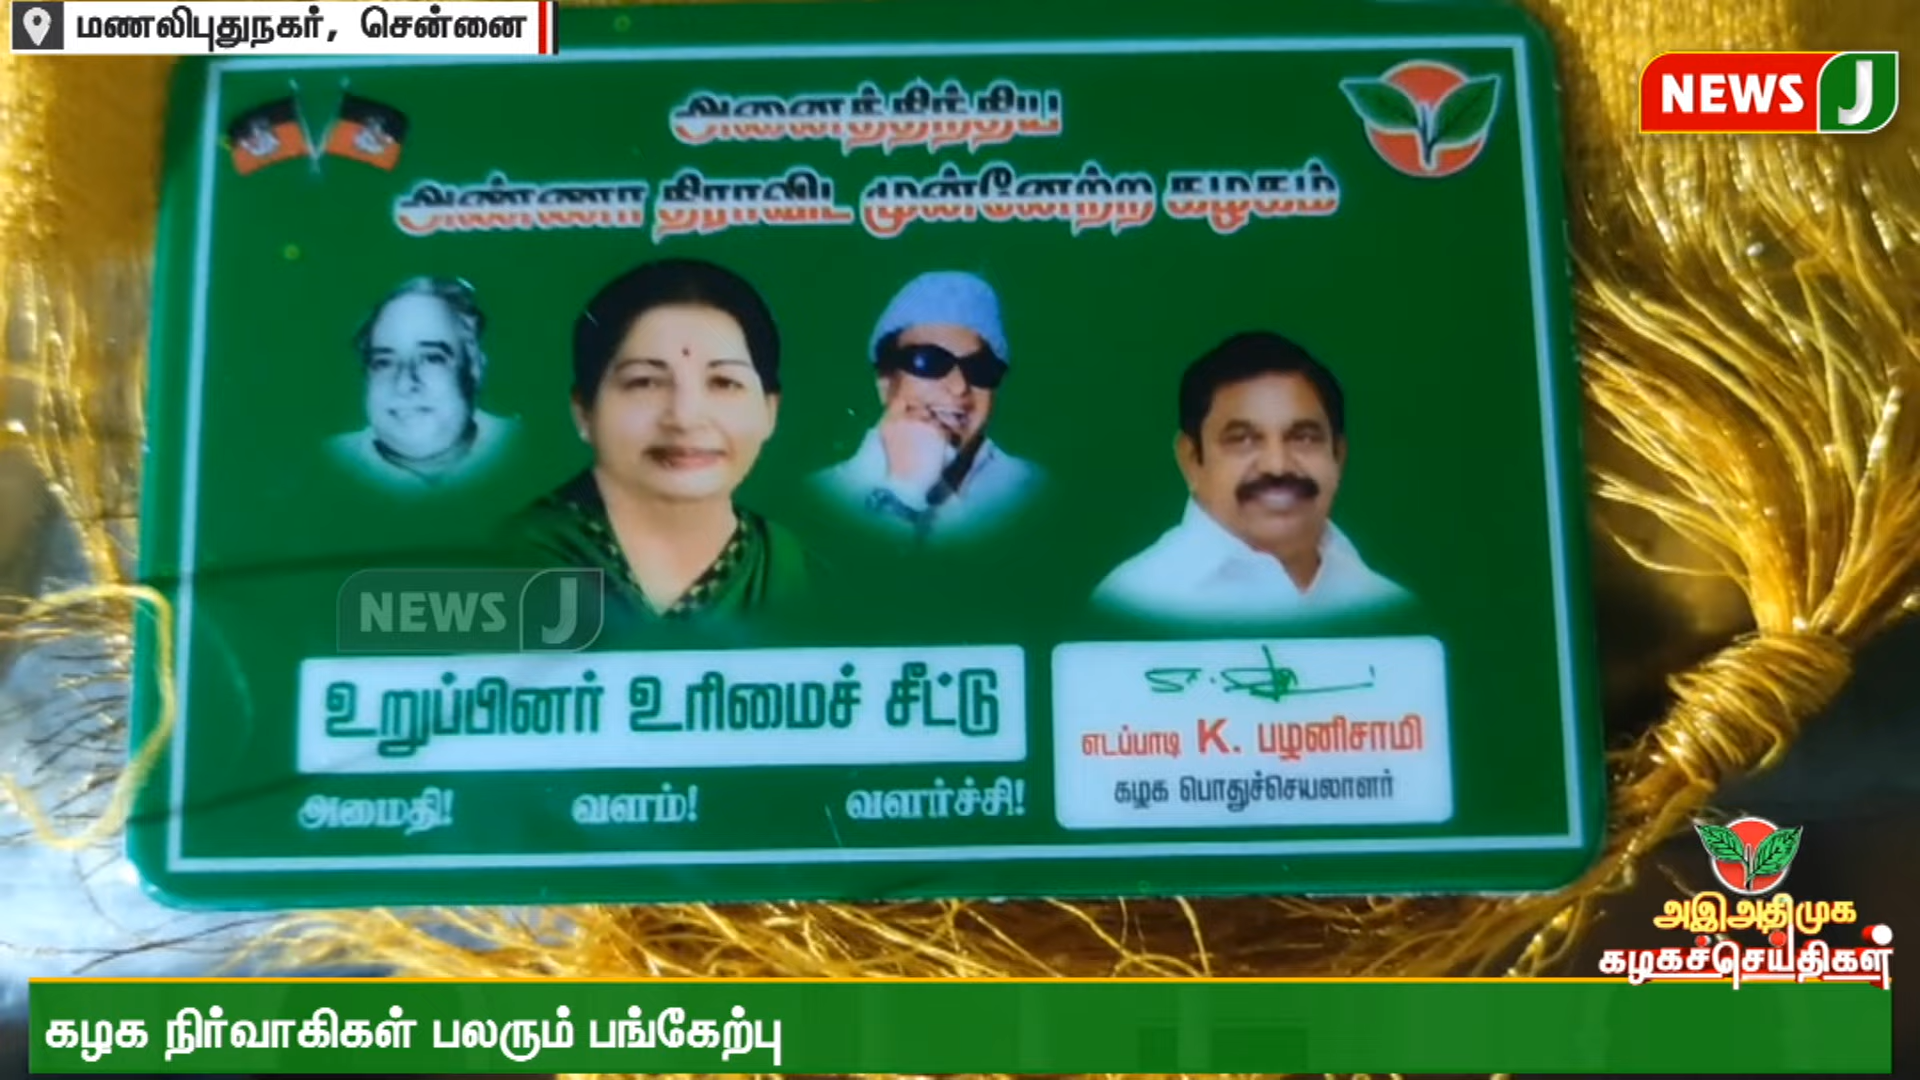 மணலிபுதுநகர், சென்னை
NEWS J
அனைத்திந்திய
அண்ணா திராவிட முன்னேற்ற கழகம்
NEWS J
உறுப்பினர் உரிமைச் சீட்டு
எடப்பாடி K. பழனிசாமி
கழக பொதுச்செயலாளர்
அமைதி! வளம்! வளர்ச்சி!
அஇஅதிமுக
கழகச்செய்திகள்
கழக நிர்வாகிகள் பலரும் பங்கேற்பு